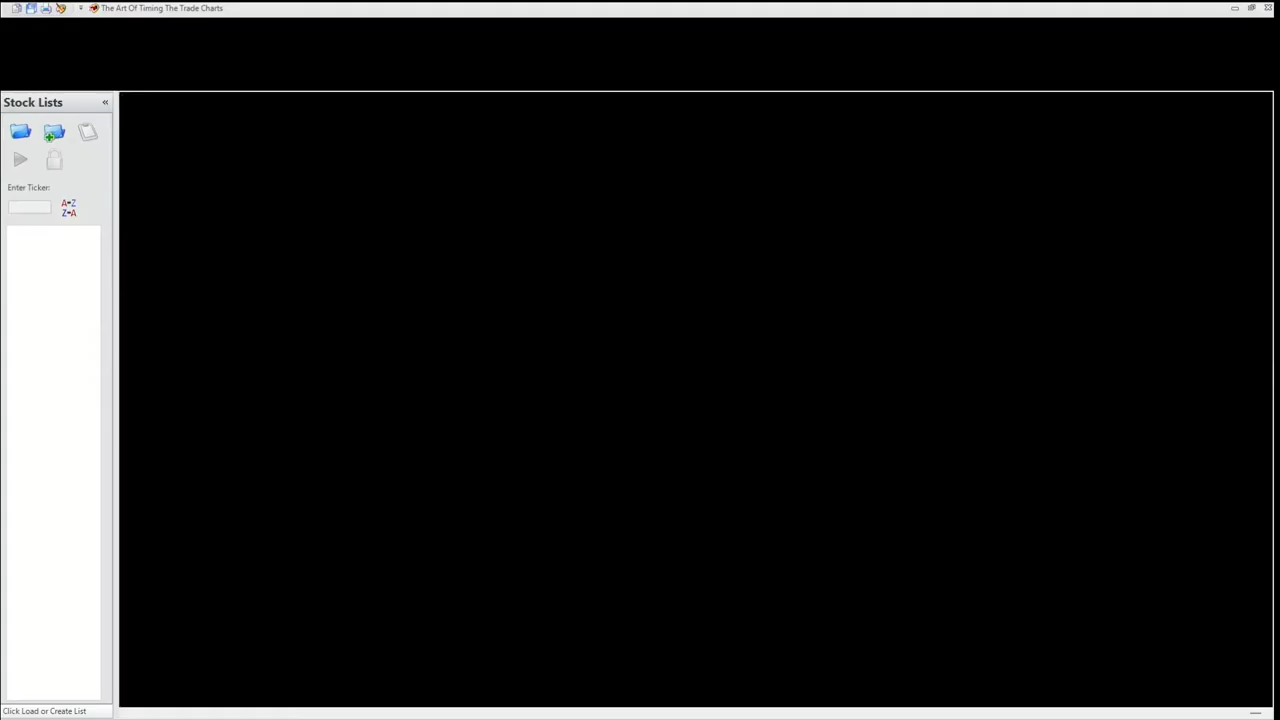 The Art Of Timing The Trade Charts
Stock Lists «
Enter Ticker:
A Z
Z A
Click Load or Create List